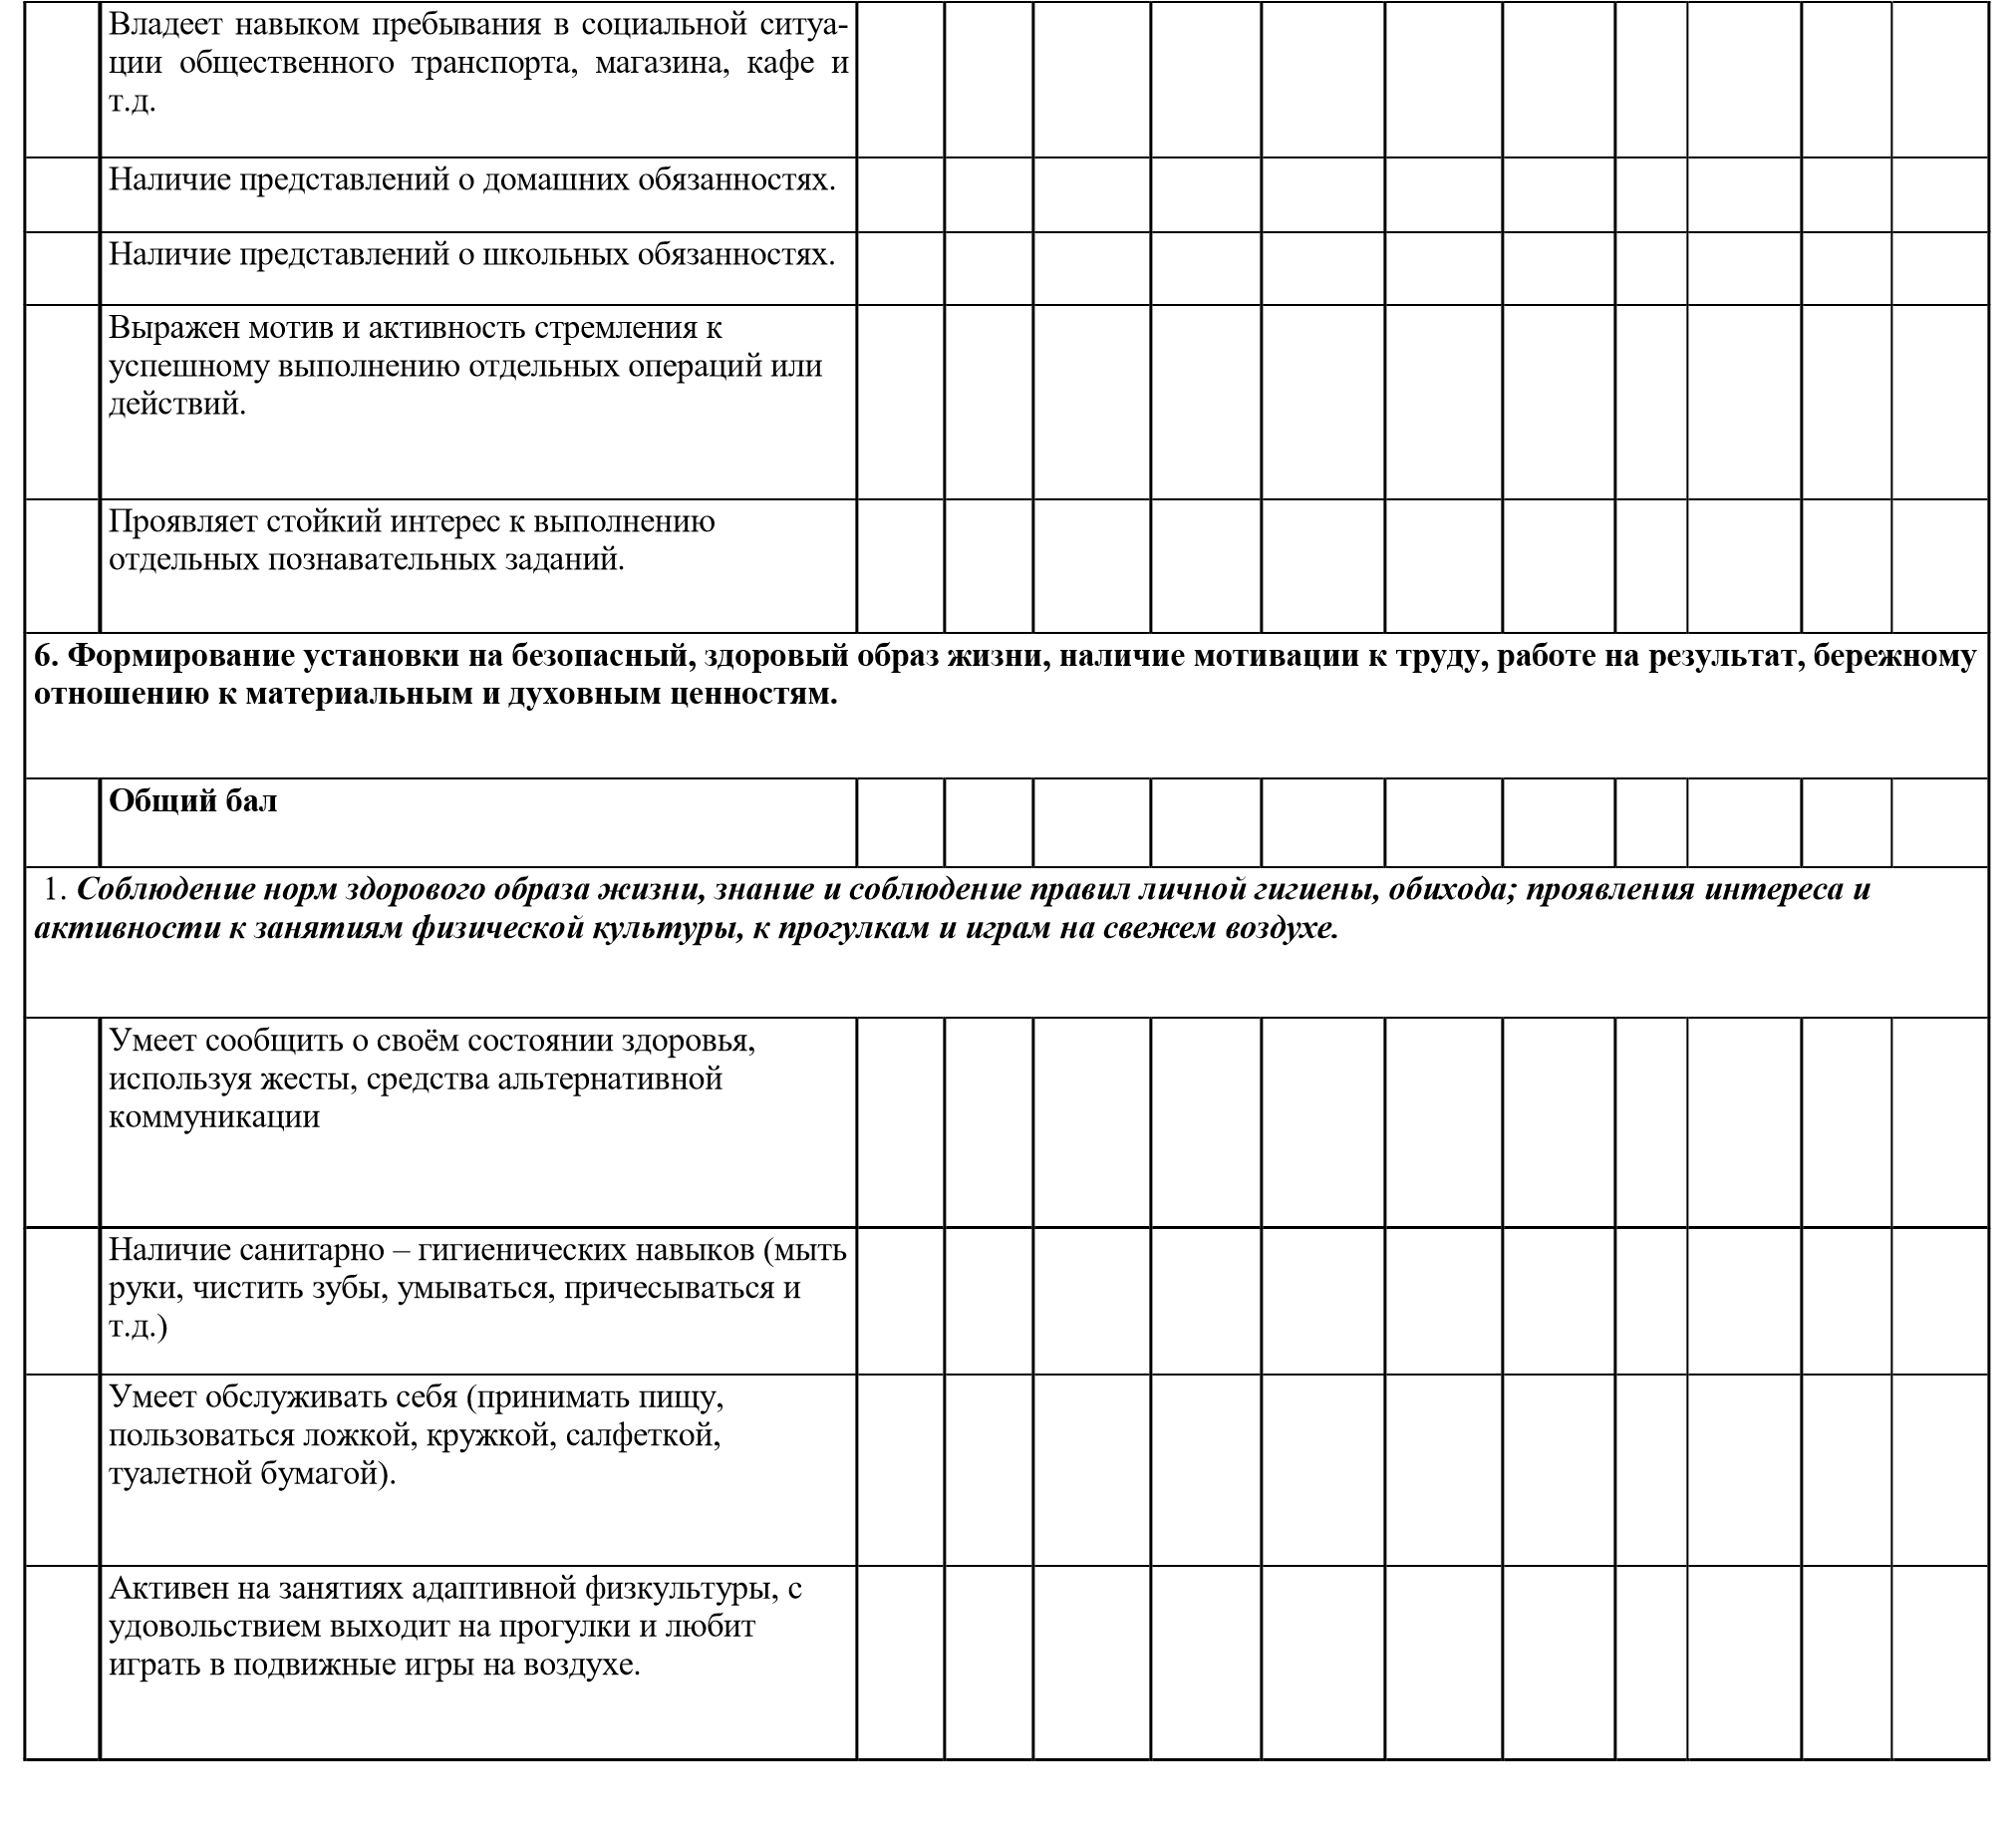 Владеет навыком пребывания в социальной ситуа-
ции общественного транспорта, магазина, кафе и
т.д.
Наличие представлений о домашних обязанностях.
Наличие представлений о школьных обязанностях.
Выражен мотив и активность стремления к
успешному выполнению отдельных операций или
действий.
Проявляет стойкий интерес к выполнению
отдельных познавательных заданий.
6. Формирование установки на безопасный, здоровый образ жизни, наличие мотивации к труду, работе на результат, бережному
отношению к материальным и духовным ценностям.
Общий бал
1. Соблюдение норм здорового образа жизни, знание и соблюдение правил личной гигиены, обихода; проявления интереса и
активности к занятиям физической культуры, к прогулкам и играм на свежем воздухе.
Умеет сообщить о своём состоянии здоровья,
используя жесты, средства альтернативной
коммуникации
Наличие санитарно – гигиенических навыков (мыть
руки, чистить зубы, умываться, причесываться и
т.д.)
Умеет обслуживать себя (принимать пищу,
пользоваться ложкой, кружкой, салфеткой,
туалетной бумагой).
Активен на занятиях адаптивной физкультуры, с
удовольствием выходит на прогулки и любит
играть в подвижные игры на воздухе.